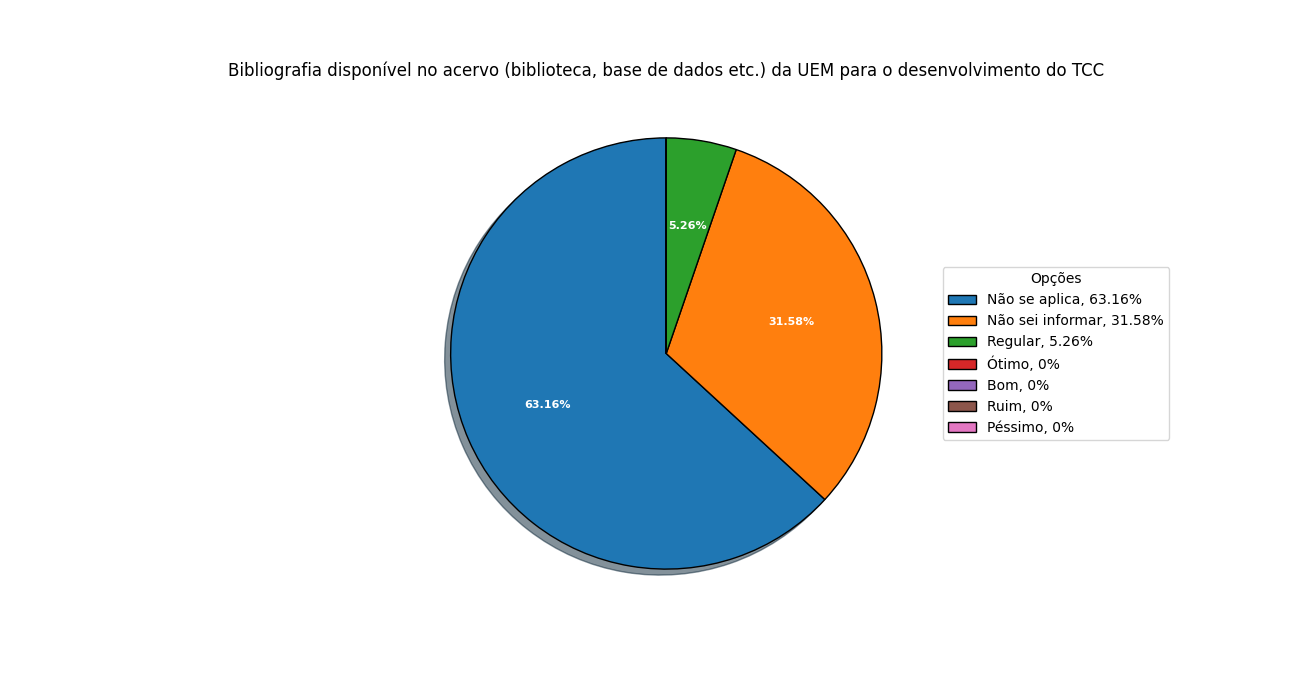 Bibliografia disponível no acervo (biblioteca, base de dados etc.) da UEM para o desenvolvimento do TCC
5.26%
31.58%
63.16%
Opções
Não se aplica, 63.16%
Não sei informar, 31.58%
Regular, 5.26%
Ótimo, 0%
Bom, 0%
Ruim, 0%
Péssimo, 0%